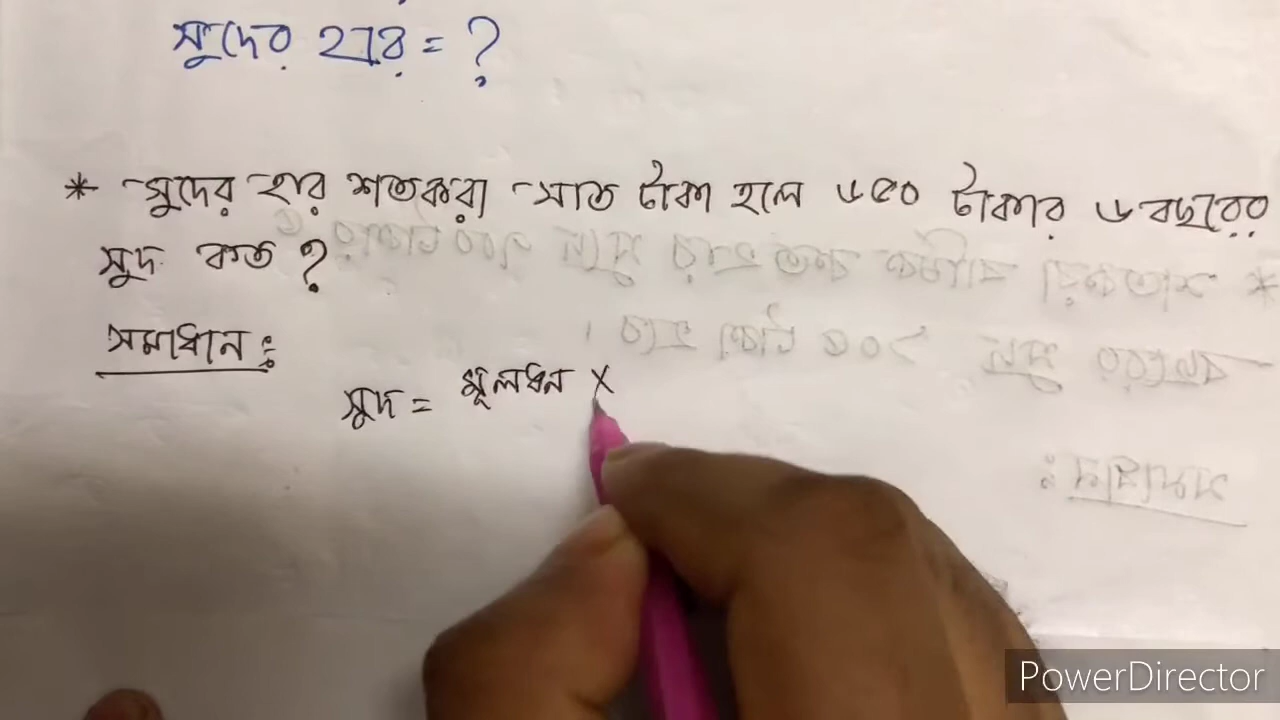 সুদের হার = ?
* সুদের হার শতকরা সাত টাকা হলে ৬৫০ টাকার ৬ বছরের
সুদ কত ?
সমাধান ঃ
সুদ = মূলধন ×
PowerDirector